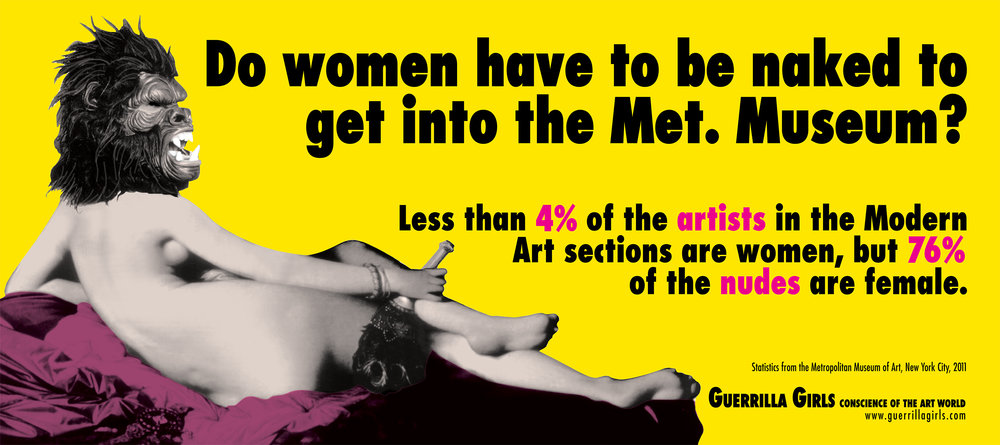 Do women have to be naked to
get into the Met. Museum?
Less than 4% of the artists in the Modern
Art sections are women, but 76%
of the nudes are female.
Statistics from the Metropolitan Museum of Art, New York City, 2011
GUERRILLA GIRLS CONSCIENCE OF THE ART WORLD
www.guerrillagirls.com